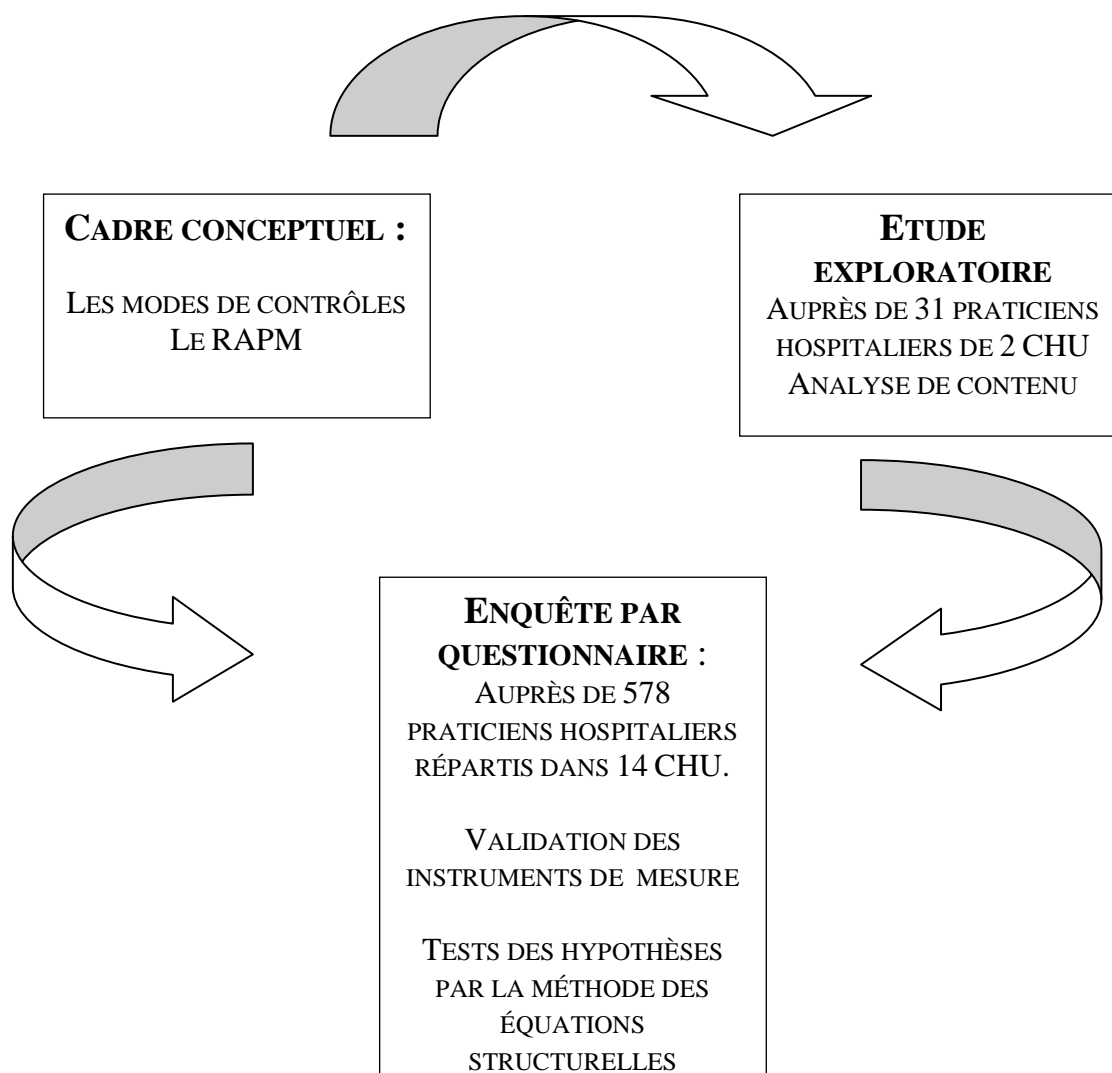 CADRE CONCEPTUEL :
LES MODES DE CONTRÔLES
LE RAPM
ETUDE
EXPLORATOIRE
AUPRÈS DE 31 PRATICIENS
HOSPITALIERS DE 2 CHU
ANALYSE DE CONTENU
ENQUÊTE PAR
QUESTIONNAIRE :
AUPRÈS DE 578
PRATICIENS HOSPITALIERS
RÉPARTIS DANS 14 CHU.
VALIDATION DES
INSTRUMENTS DE MESURE
TESTS DES HYPOTHÈSES
PAR LA MÉTHODE DES
ÉQUATIONS
STRUCTURELLES